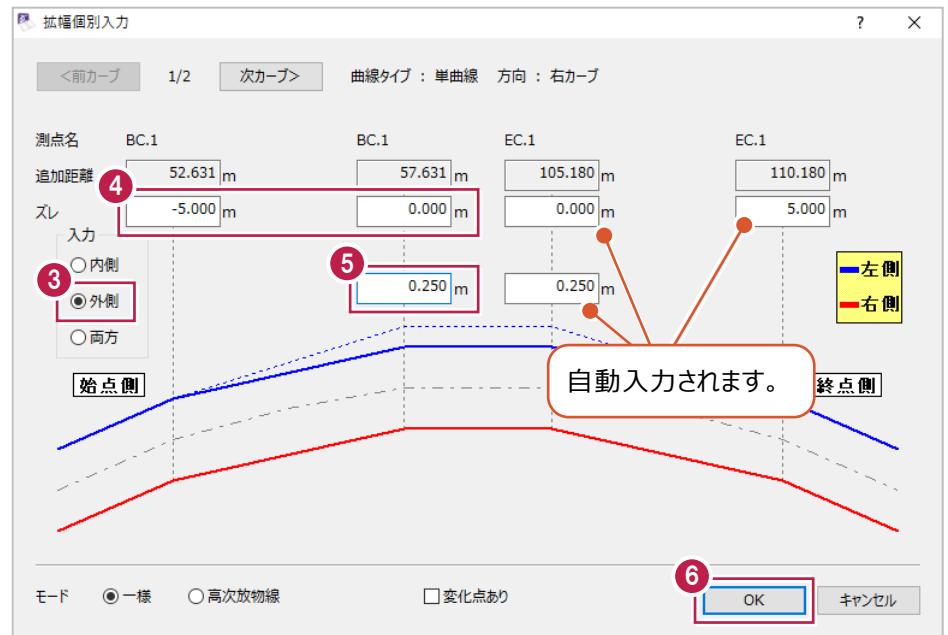 拡幅個別入力 ? ×
<前カーブ 1/2 次カーブ> 曲線タイプ : 単曲線 方向 : 右カーブ
測点名 BC.1 BC.1 EC.1 EC.1
追加距離 52.631 m 57.631 m 105.180 m 110.180 m
4
ズレ -5.000 m 0.000 m 0.000 m 5.000 m
入力
内側
3
外側
両方
5
0.250 m 0.250 m
左側
右側
自動入力されます。
始点側 終点側
モード 一様 高次放物線 変化点あり
6
OK キャンセル